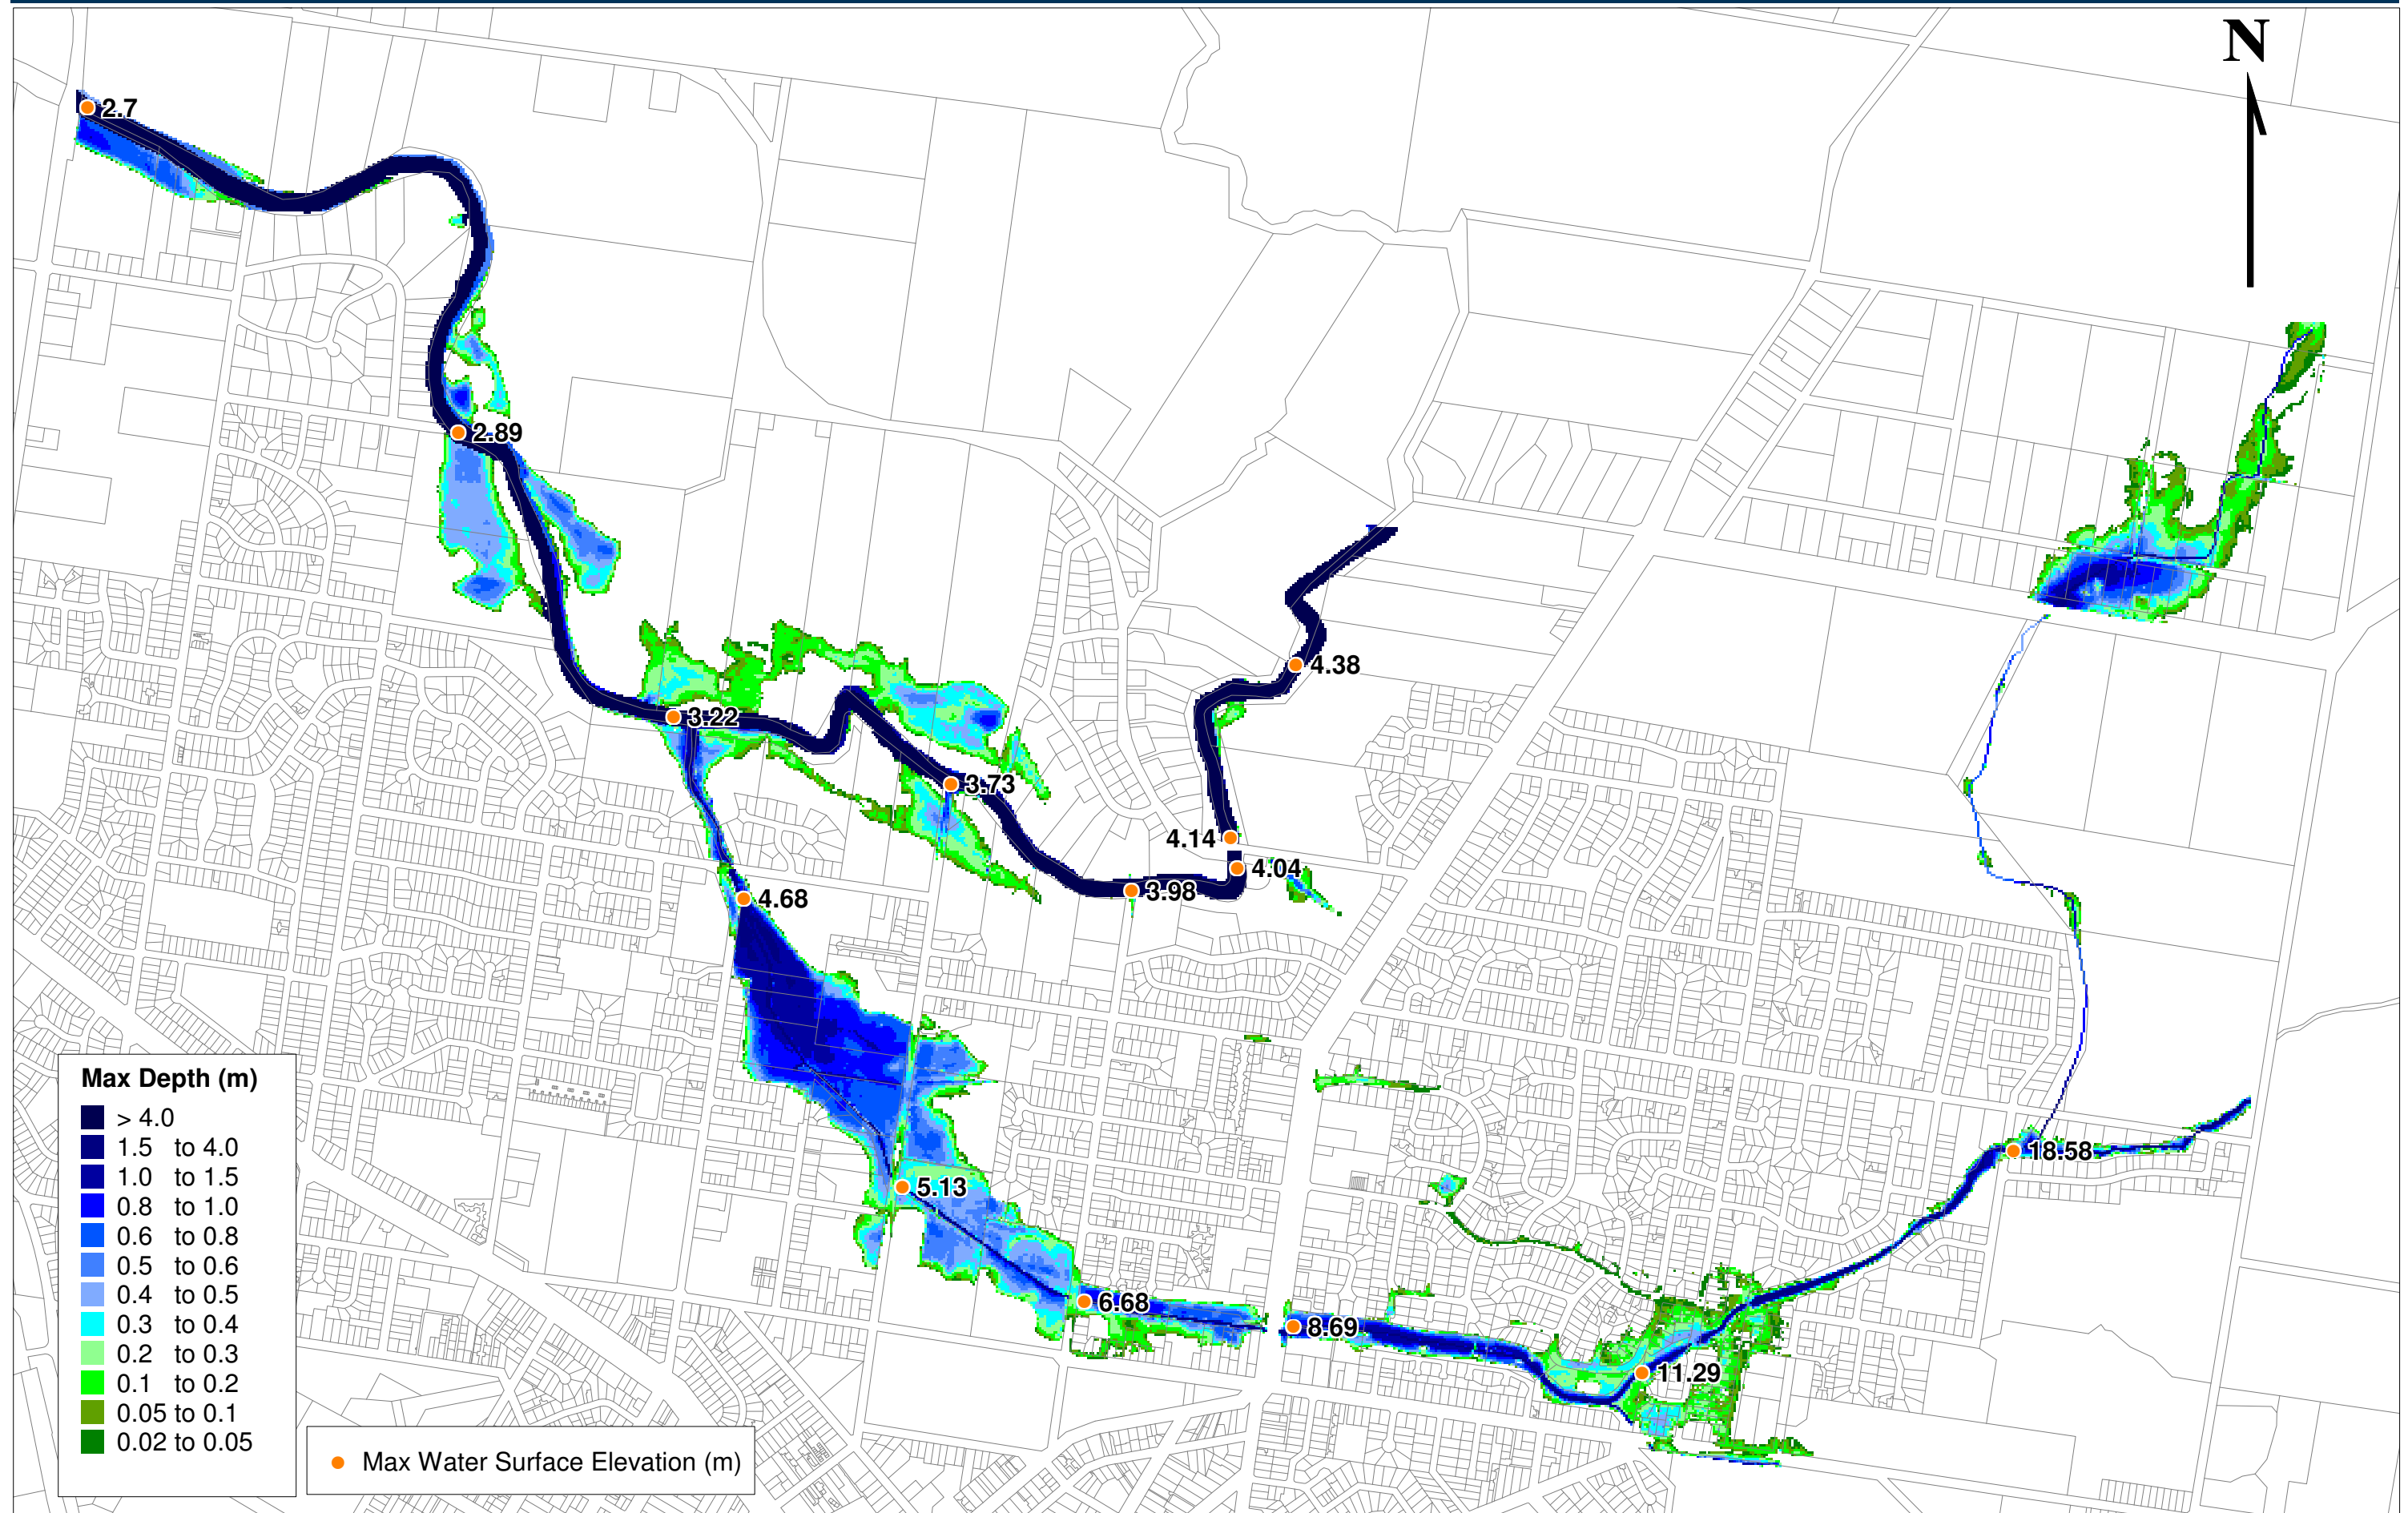 N
2.7
2.89
4.38
3.22
3.73
4.14
4.04
3.98
4.68
18.58
5.13
6.68
8.69
11.29
Max Depth (m)
> 4.0
1.5 to 4.0
1.0 to 1.5
0.8 to 1.0
0.6 to 0.8
0.5 to 0.6
0.4 to 0.5
0.3 to 0.4
0.2 to 0.3
0.1 to 0.2
0.05 to 0.1
0.02 to 0.05
Max Water Surface Elevation (m)